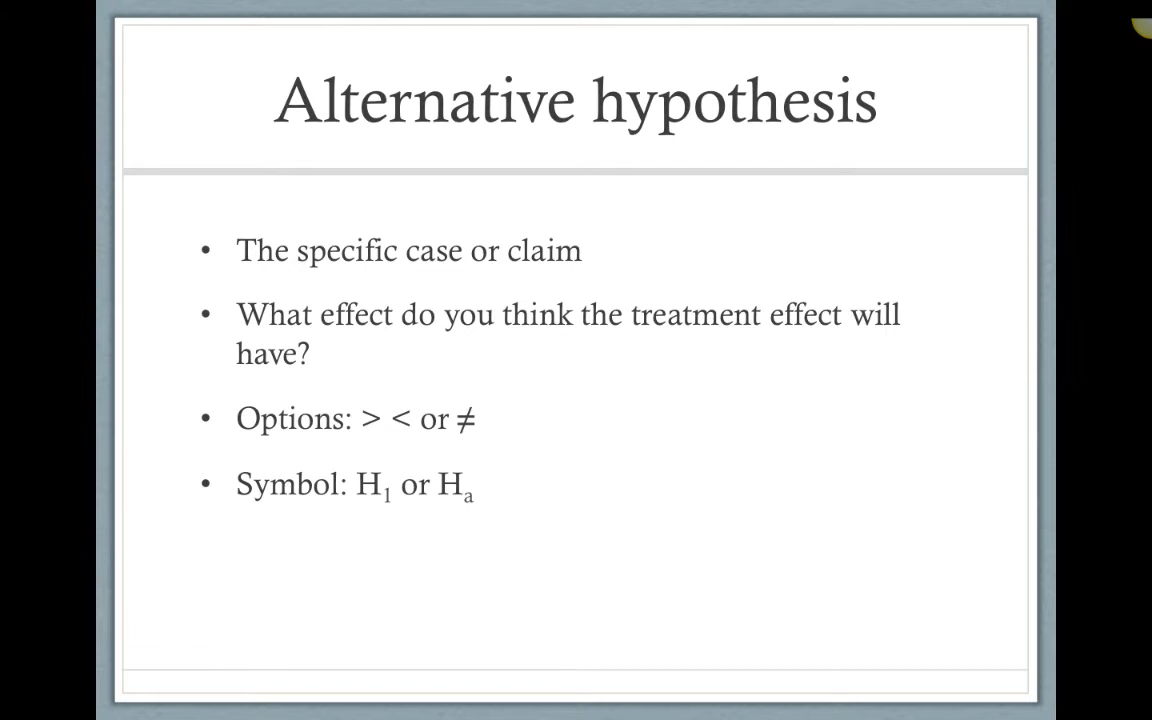 Alternative hypothesis
• The specific case or claim
• What effect do you think the treatment effect will
have?
• Options: > < or ≠
• Symbol: H₁ or Hₐ